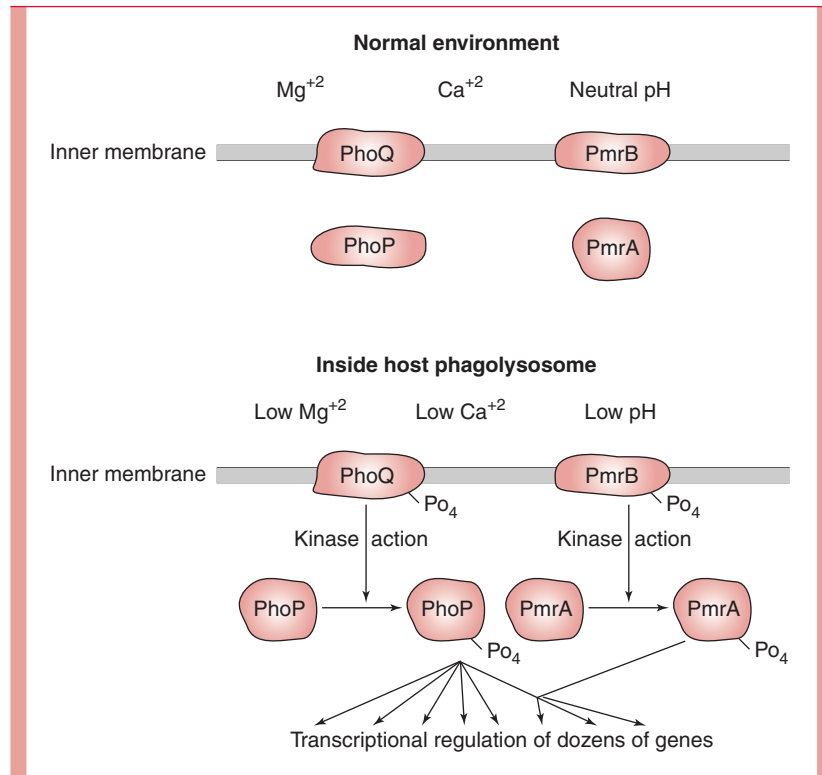 Normal environment
Mg+2 Ca+2 Neutral pH
Inner membrane PhoQ PmrB
PhoP PmrA
Inside host phagolysosome
Low Mg+2 Low Ca+2 Low pH
Inner membrane PhoQ PmrB
Po4 Po4
Kinase action Kinase action
PhoP PhoP PmrA PmrA
Po4 Po4
Transcriptional regulation of dozens of genes